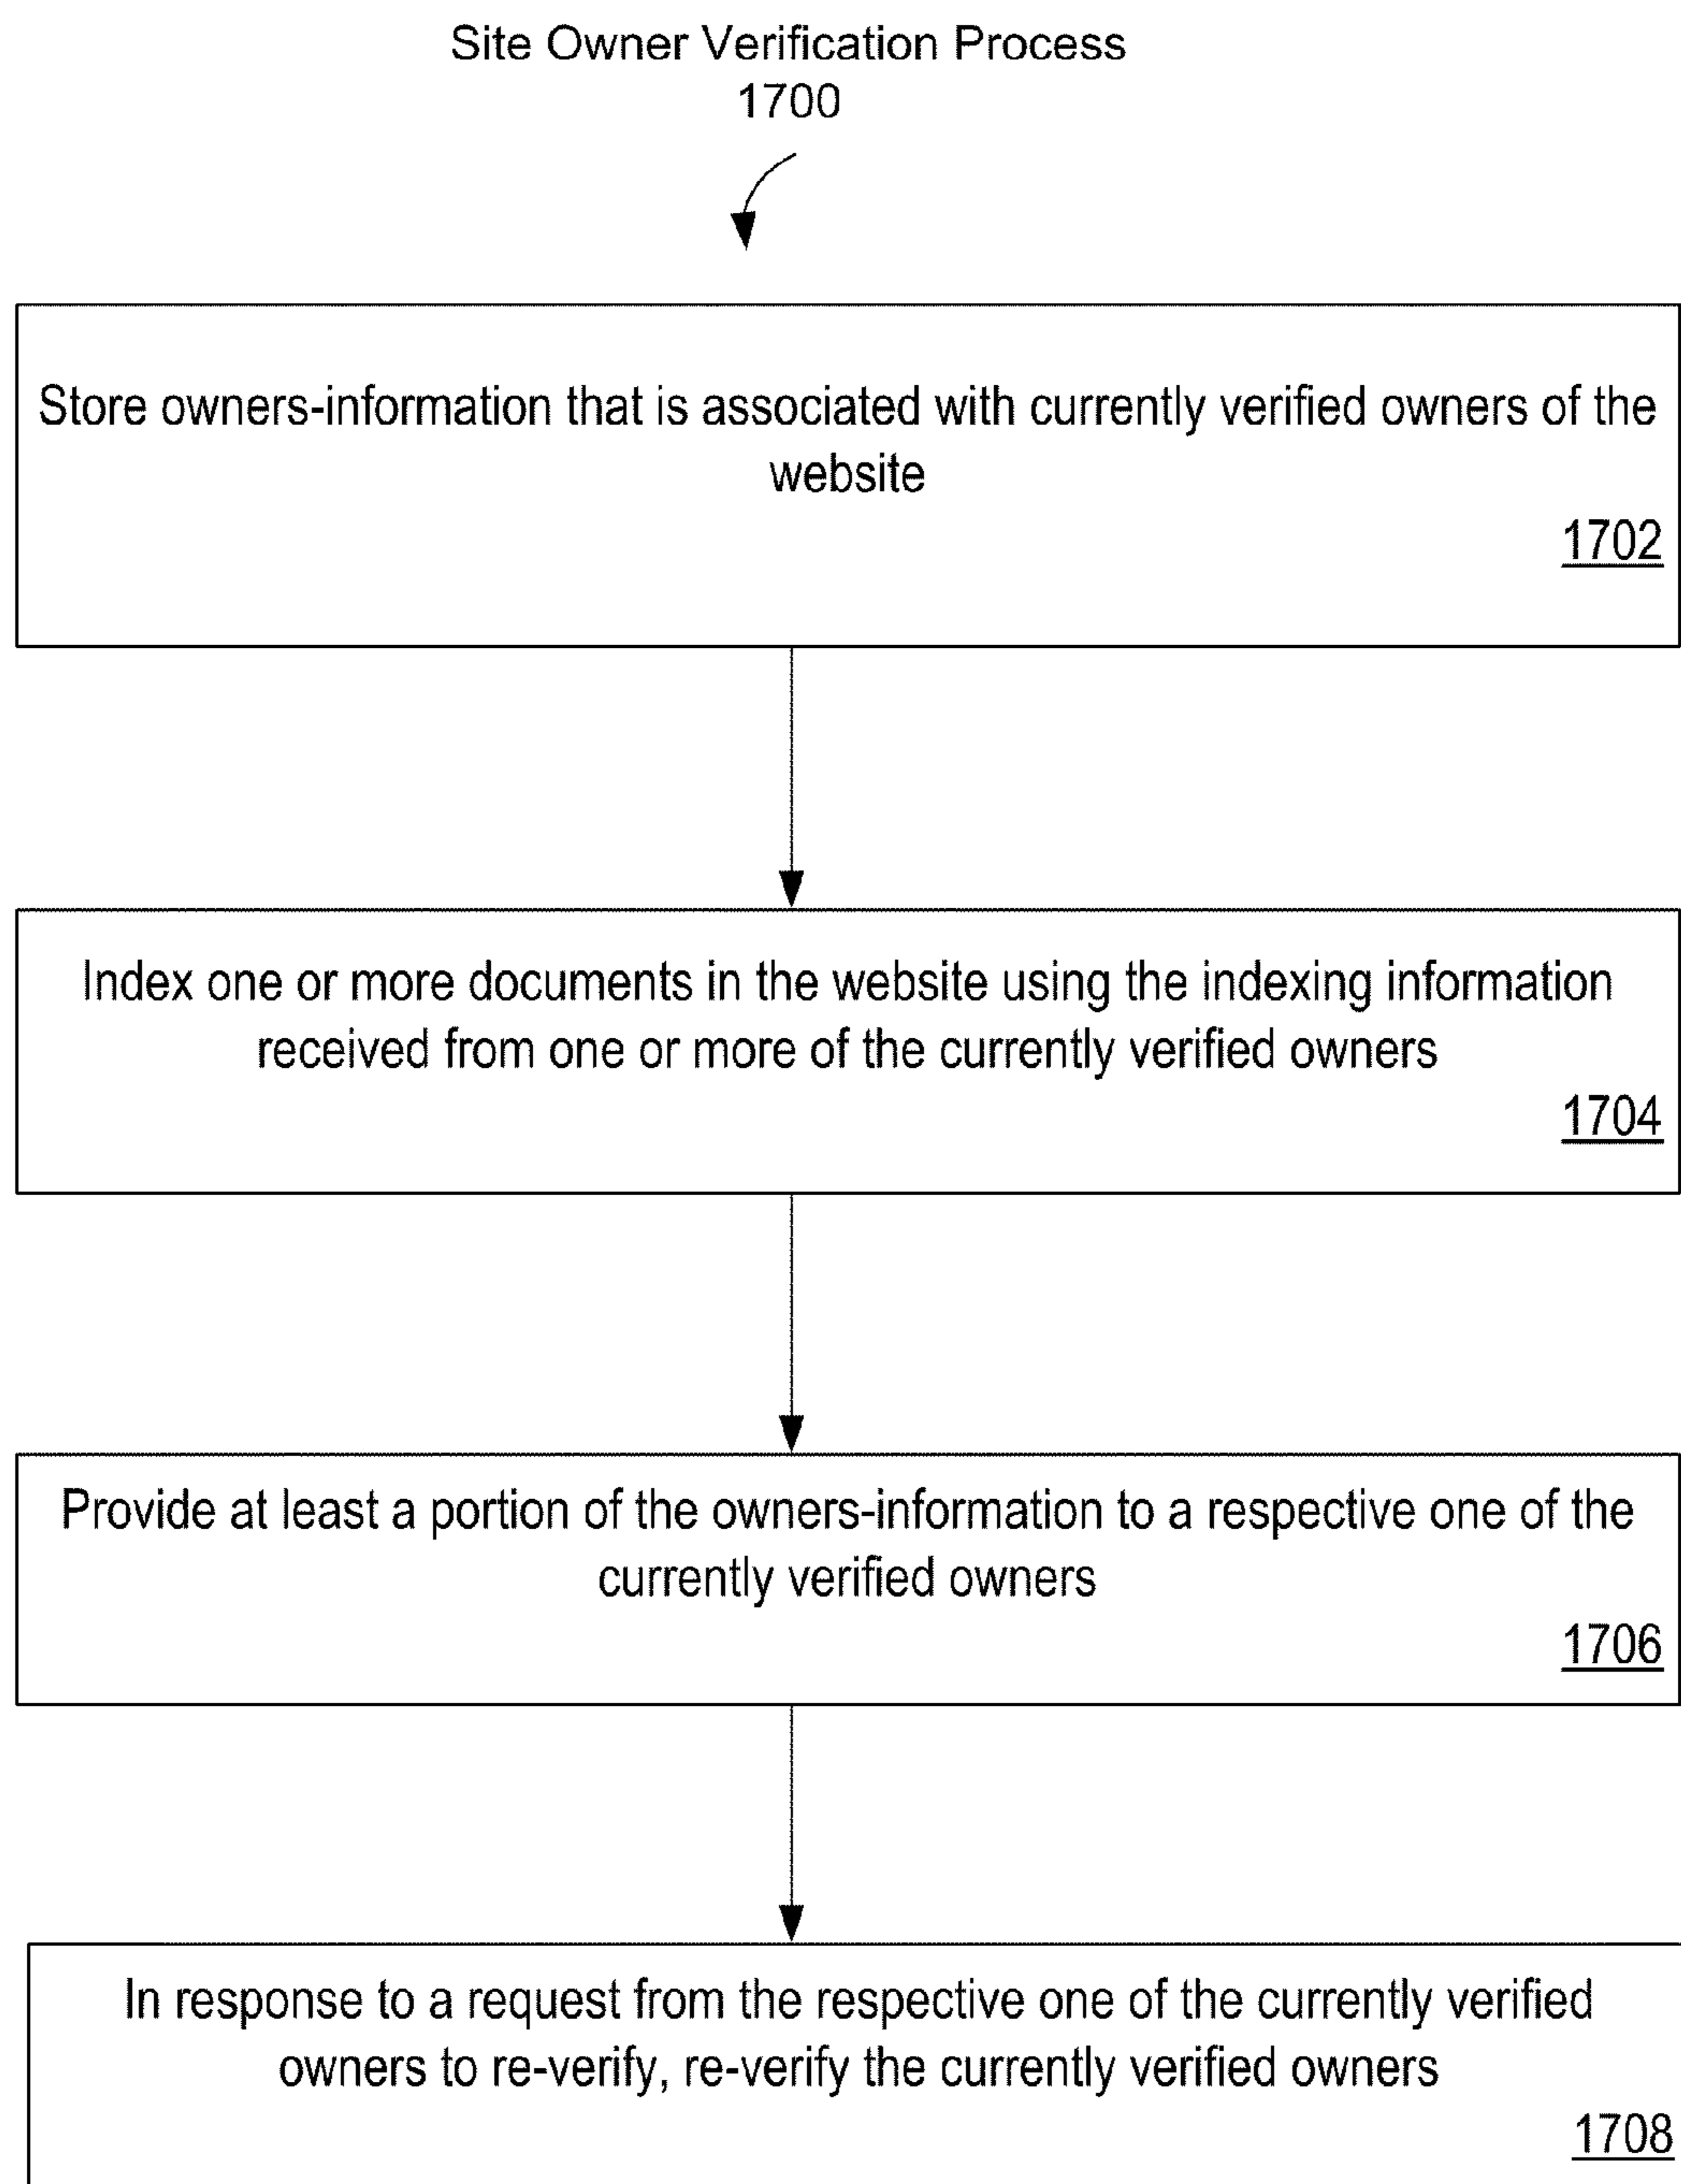 Site Owner Verification Process
1700
Store owners-information that is associated with currently verified owners of the
website
1702
Index one or more documents in the website using the indexing information
received from one or more of the currently verified owners
1704
Provide at least a portion of the owners-information to a respective one of the
currently verified owners
1706
In response to a request from the respective one of the currently verified
owners to re-verify, re-verify the currently verified owners
1708